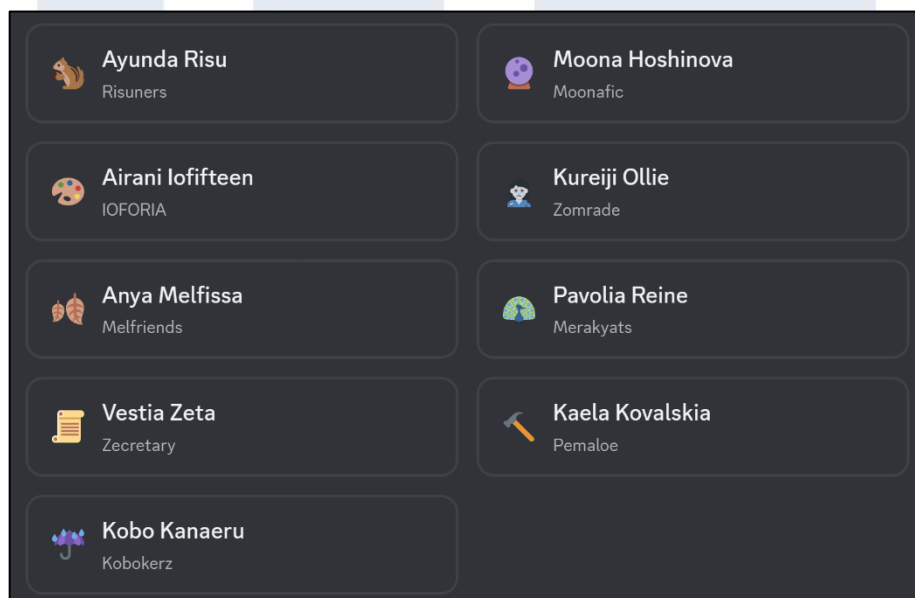 Ayunda Risu
Risuners
Moona Hoshinova
Moonafic
Airani Iofifteen
IOFORIA
Kureiji Ollie
Zomrade
Anya Melfissa
Melfriends
Pavolia Reine
Merakyats
Vestia Zeta
Zecretary
Kaela Kovalskia
Pemaloe
Kobo Kanaeru
Kobokerz